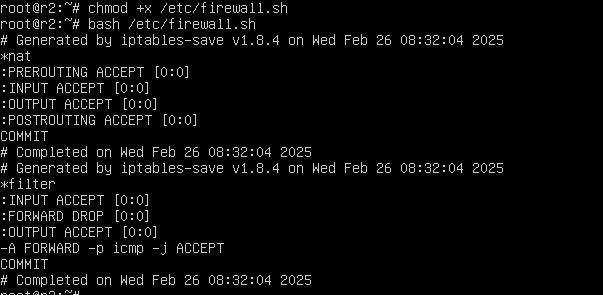 root@r2:~# chmod +x /etc/firewall.sh
root@r2:~# bash /etc/firewall.sh
# Generated by iptables-save v1.8.4 on Wed Feb 26 08:32:04 2025
*nat
:PREROUTING ACCEPT [0:0]
:INPUT ACCEPT [0:0]
:OUTPUT ACCEPT [0:0]
:POSTROUTING ACCEPT [0:0]
COMMIT
# Completed on Wed Feb 26 08:32:04 2025
# Generated by iptables-save v1.8.4 on Wed Feb 26 08:32:04 2025
*filter
:INPUT ACCEPT [0:0]
:FORWARD DROP [0:0]
:OUTPUT ACCEPT [0:0]
-A FORWARD -p icmp -j ACCEPT
COMMIT
# Completed on Wed Feb 26 08:32:04 2025
root@r2:~#